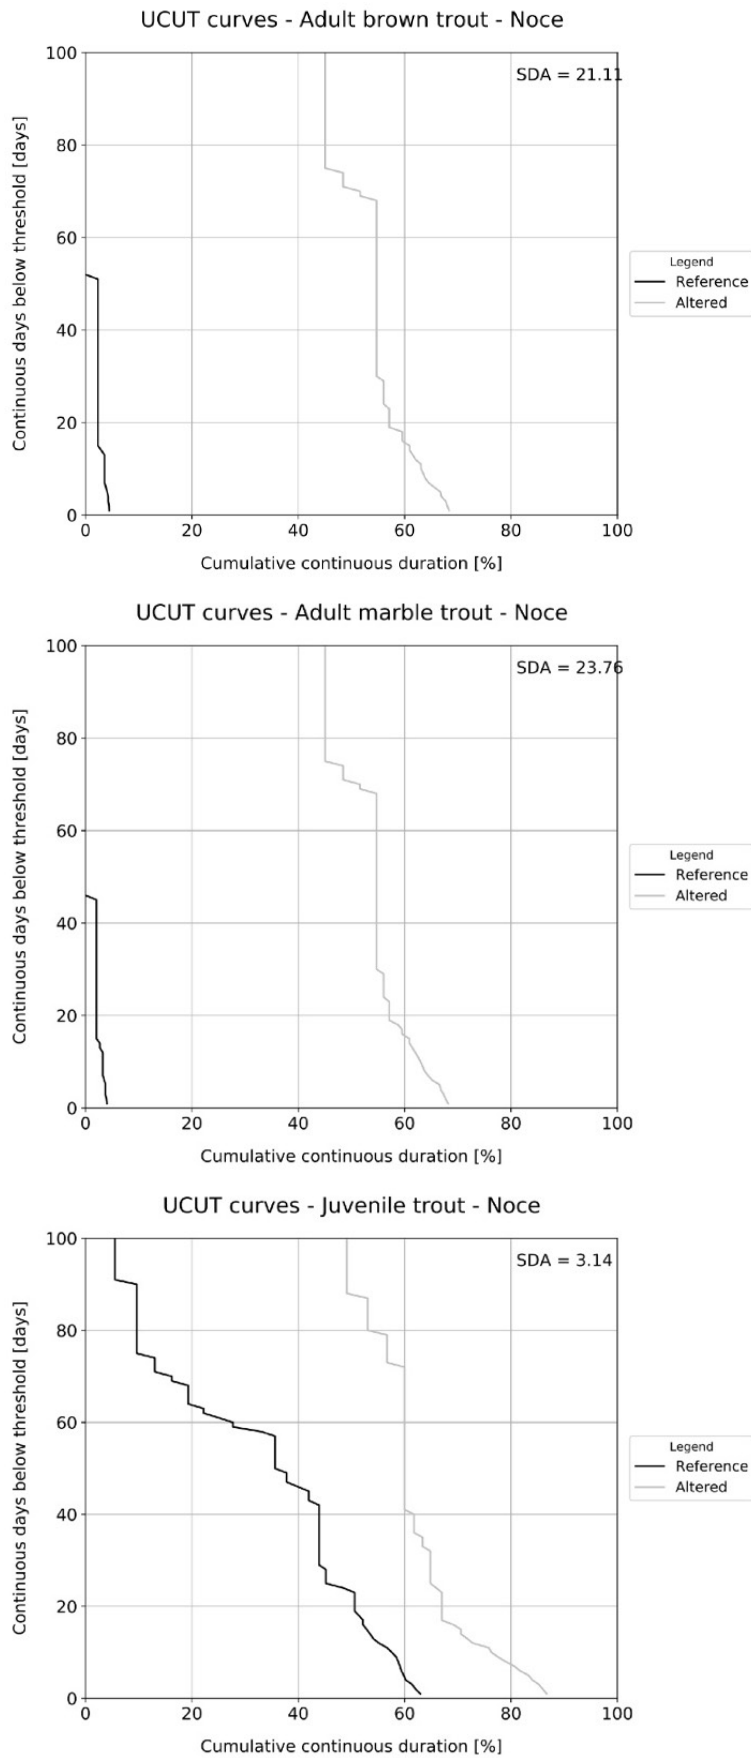 UCUT curves - Adult brown trout - Noce
SDA = 21.11
Continuous days below threshold [days]
100
80
60
40
20
0
0 20 40 60 80 100
Cumulative continuous duration [%]
Legend
Reference
Altered
UCUT curves - Adult marble trout - Noce
SDA = 23.76
Continuous days below threshold [days]
100
80
60
40
20
0
0 20 40 60 80 100
Cumulative continuous duration [%]
Legend
Reference
Altered
UCUT curves - Juvenile trout - Noce
SDA = 3.14
Continuous days below threshold [days]
100
80
60
40
20
0
0 20 40 60 80 100
Cumulative continuous duration [%]
Legend
Reference
Altered